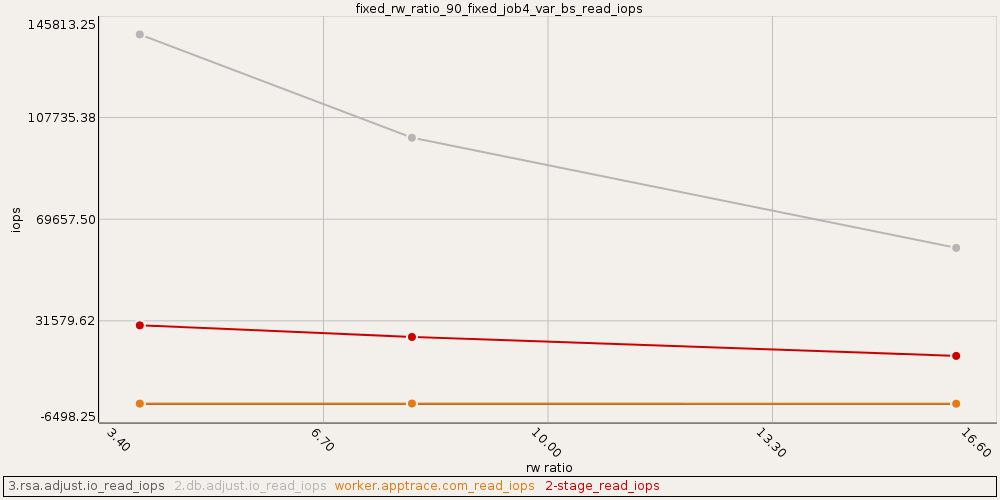 fixed_rw_ratio_90_fixed_job4_var_bs_read_iops
145813.25
107735.38
69657.50
31579.62
-6498.25
iops
3.40 6.70 10.00 13.30 16.60
rw ratio
3.rsa.adjust.io_read_iops 2.db.adjust.io_read_iops worker.apptrace.com_read_iops 2-stage_read_iops